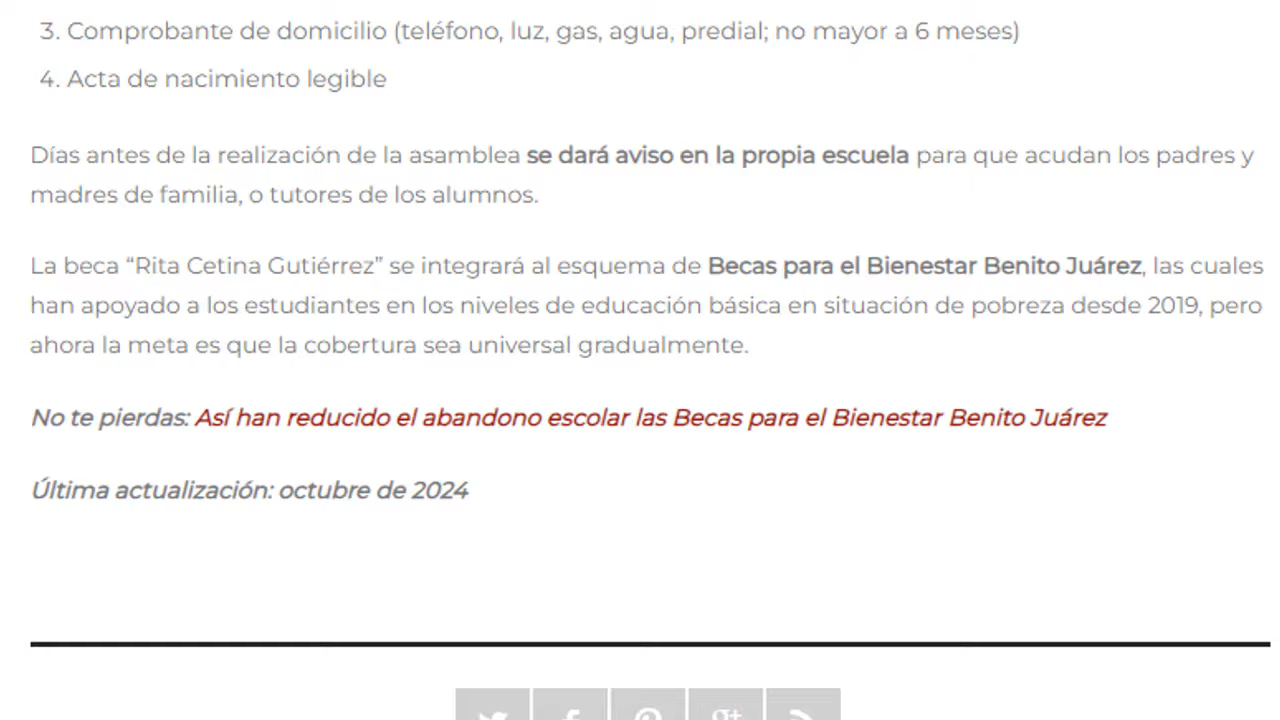 3. Comprobante de domicilio (teléfono, luz, gas, agua, predial; no mayor a 6 meses)
4. Acta de nacimiento legible
Días antes de la realización de la asamblea se dará aviso en la propia escuela para que acudan los padres y
madres de familia, o tutores de los alumnos.
La beca “Rita Cetina Gutiérrez” se integrará al esquema de Becas para el Bienestar Benito Juárez, las cuales
han apoyado a los estudiantes en los niveles de educación básica en situación de pobreza desde 2019, pero
ahora la meta es que la cobertura sea universal gradualmente.
No te pierdas: Así han reducido el abandono escolar las Becas para el Bienestar Benito Juárez
Última actualización: octubre de 2024